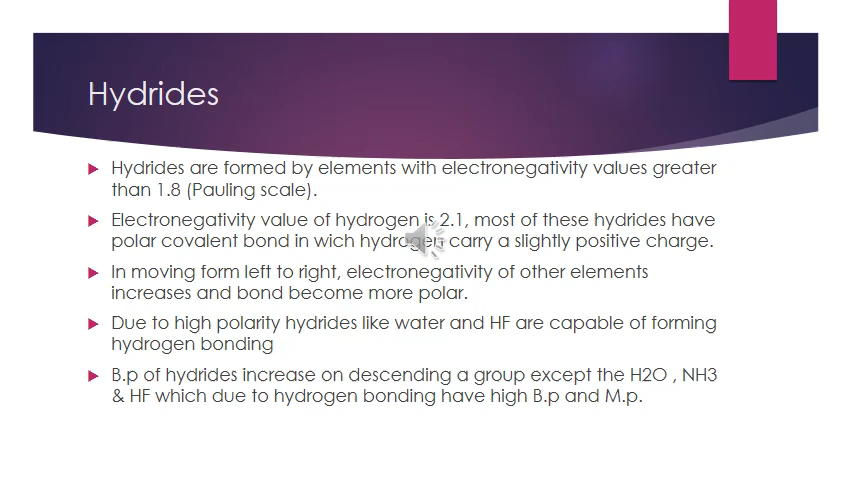 Hydrides
Hydrides are formed by elements with electronegativity values greater
than 1.8 (Pauling scale).
Electronegativity value of hydrogen is 2.1, most of these hydrides have
polar covalent bond in wich hydrogen carry a slightly positive charge.
In moving form left to right, electronegativity of other elements
increases and bond become more polar.
Due to high polarity hydrides like water and HF are capable of forming
hydrogen bonding
B.p of hydrides increase on descending a group except the H2O , NH3
& HF which due to hydrogen bonding have high B.p and M.p.